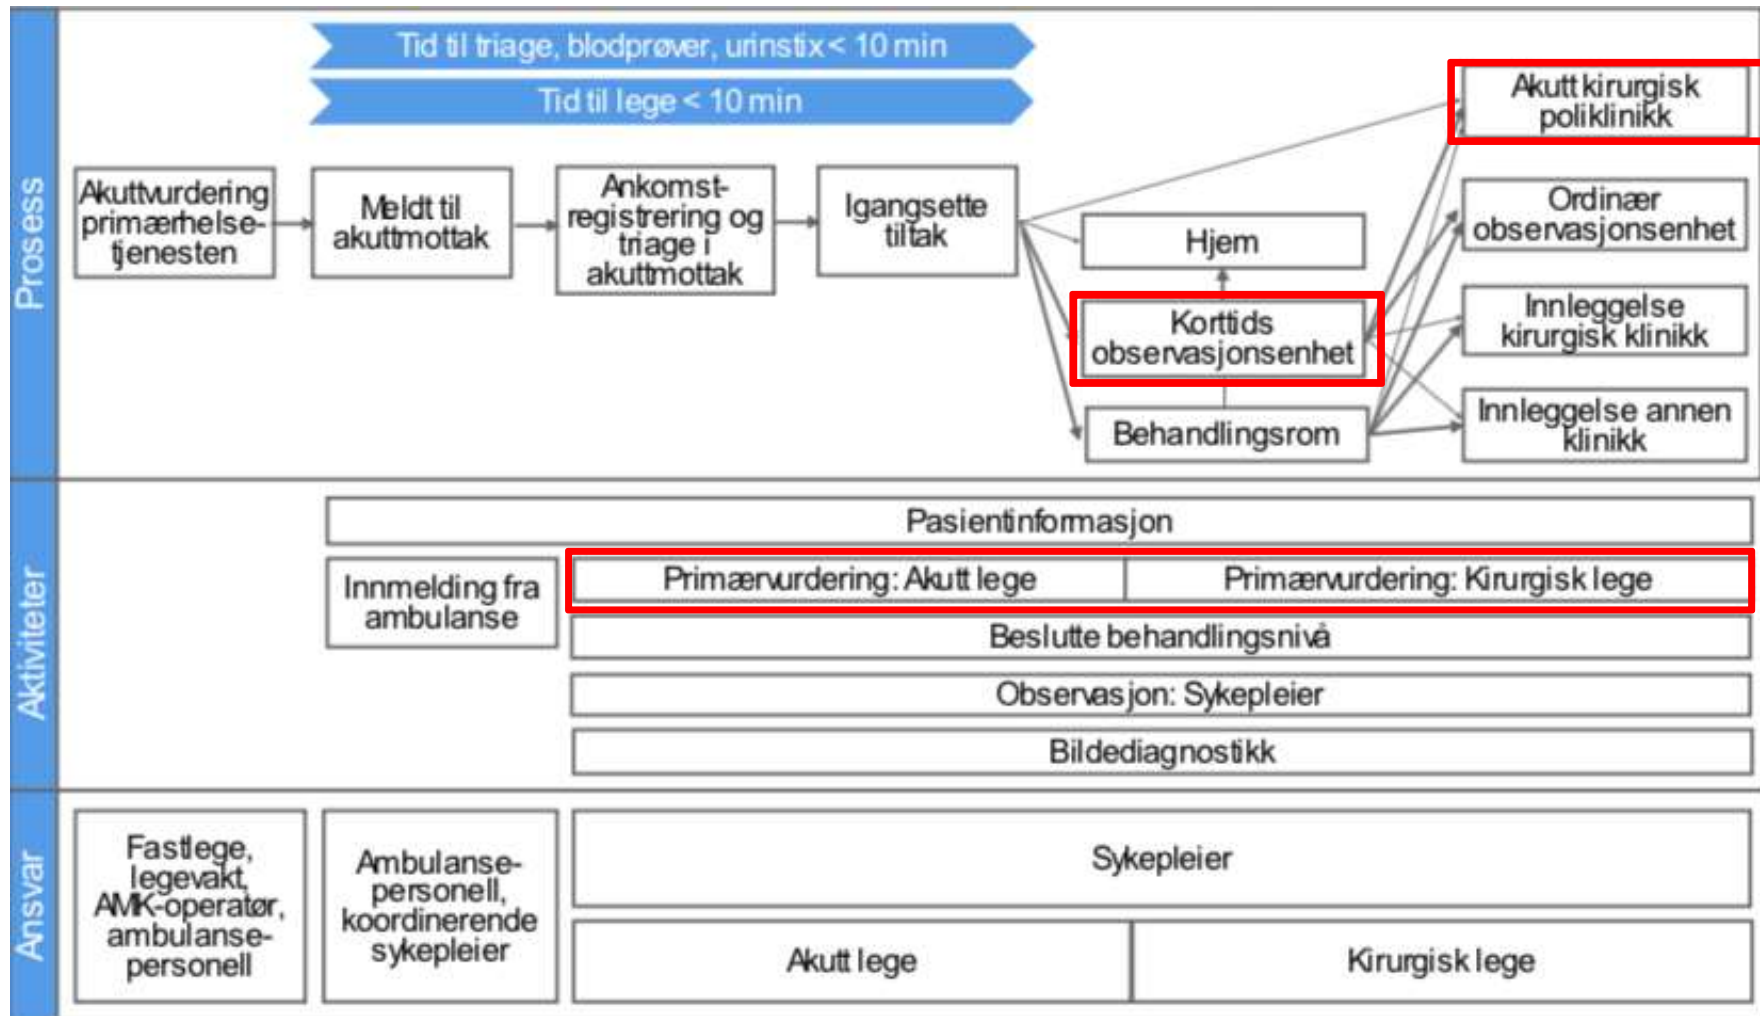 Prosess
Tid til triage, blodprøver, urinstix < 10 min
Tid til lege < 10 min
Akuttvurdering
primærhelse-
tjenesten
Meldt til
akuttmottak
Ankomst-
registrering og
triage i
akuttmottak
Igangsette
tiltak
Hjem
Korttids
observasjonsenhet
Behandlingsrom
Akutt kirurgisk
poliklinikk
Ordinær
observasjonsenhet
Innleggelse
kirurgisk klinikk
Innleggelse annen
klinikk
Aktiviteter
Pasientinformasjon
Innmelding fra
ambulanse
Primærvurdering: Akutt lege
Primærvurdering: Kirurgisk lege
Beslutte behandlingsnivå
Observasjon: Sykepleier
Bildediagnostikk
Ansvar
Fastlege,
legevakt,
AMK-operatør,
ambulanse-
personell
Ambulanse-
personell,
koordinerende
sykepleier
Sykepleier
Akutt lege
Kirurgisk lege